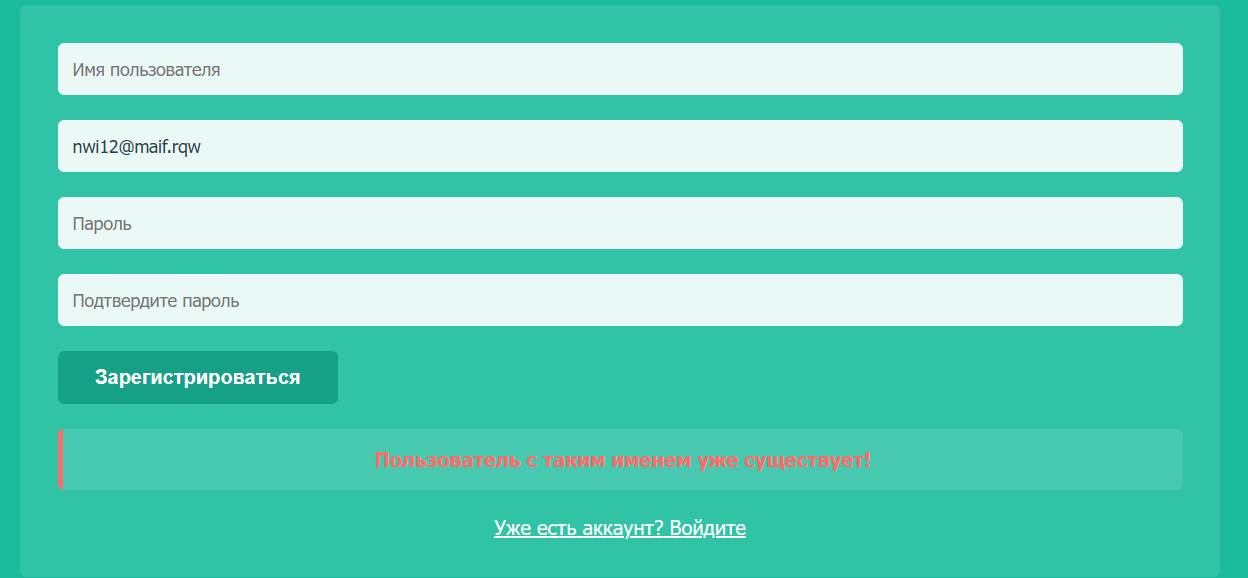 Имя пользователя
nwi12@maif.rqw
Пароль
Подтвердите пароль
Зарегистрироваться
Пользователь с таким именем уже существует!
Уже есть аккаунт? Войдите